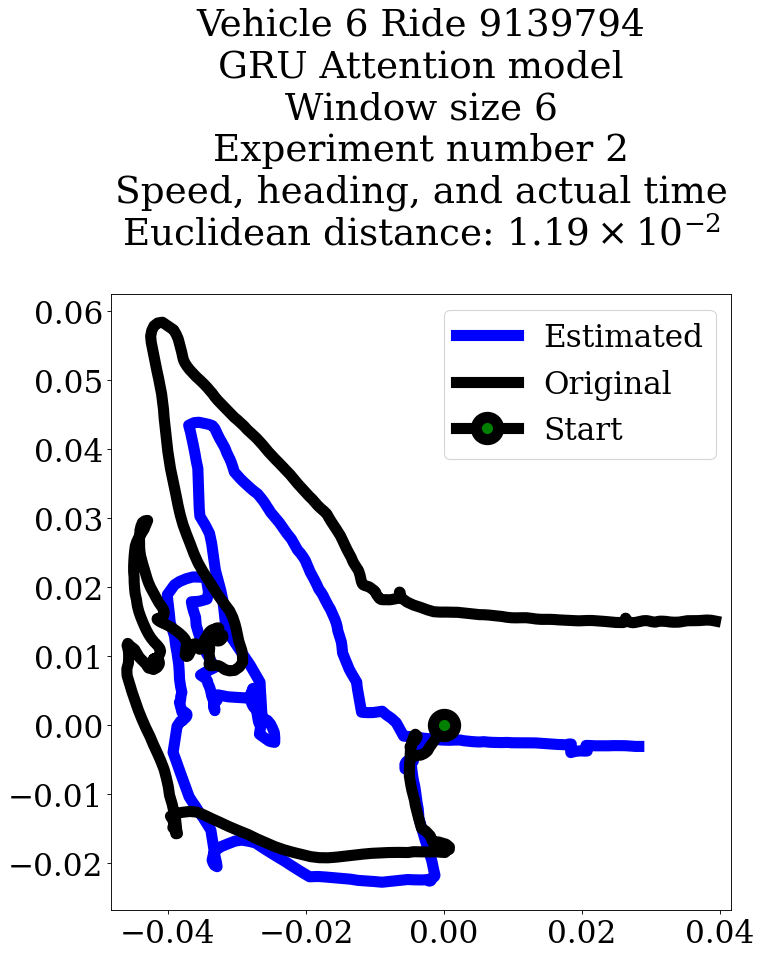 Vehicle 6 Ride 9139794
GRU Attention model
Window size 6
Experiment number 2
Speed, heading, and actual time
Euclidean distance: 1.19 × 10⁻²
Estimated
Original
Start
0.06
0.05
0.04
0.03
0.02
0.01
0.00
−0.01
−0.02
−0.04
−0.02
0.00
0.02
0.04